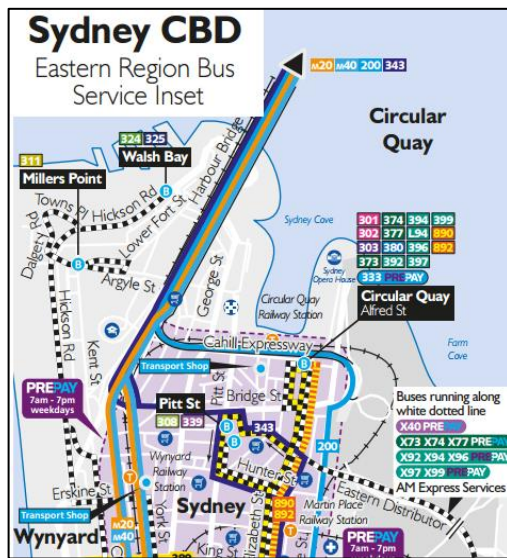 Sydney CBD
Eastern Region Bus
Service Inset
M20 M40 200 343
Circular
Quay
324 325
Walsh Bay
311
Millers Point
Harbour Bridge
Towns Pl
Hickson Rd
Lower Fort St
Dalgety Rd
Argyle St
Hickson Rd
Kent St
George St
Sydney Cave
Sydney
Opera House
Circular Quay
Railway Station
Cahill Expressway
301 374 394 399
302 377 L94 890
303 380 396 892
373 392 397
333 PREPAY
Circular Quay
Alfred St
Farm
Cave
Transport Shop
Pitt St
Bridge St
PREPAY
7am - 7pm
weekdays
Pitt St
308 339
343
Wynyard
Railway
Station
Hunter St
200
Buses running along
white dotted line
X40 PREPAY
X73 X74 X77 PREPAY
X92 X94 X96 PREPAY
X97 X99 PREPAY
AM Express Services
Eastern Distributor
Erskine St
Transport Shop
Wynyard
York St
Sydney
Elizabeth St
890
892
Martin Place
Railway Station
M20
M40
King St
PREPAY
7am - 7pm